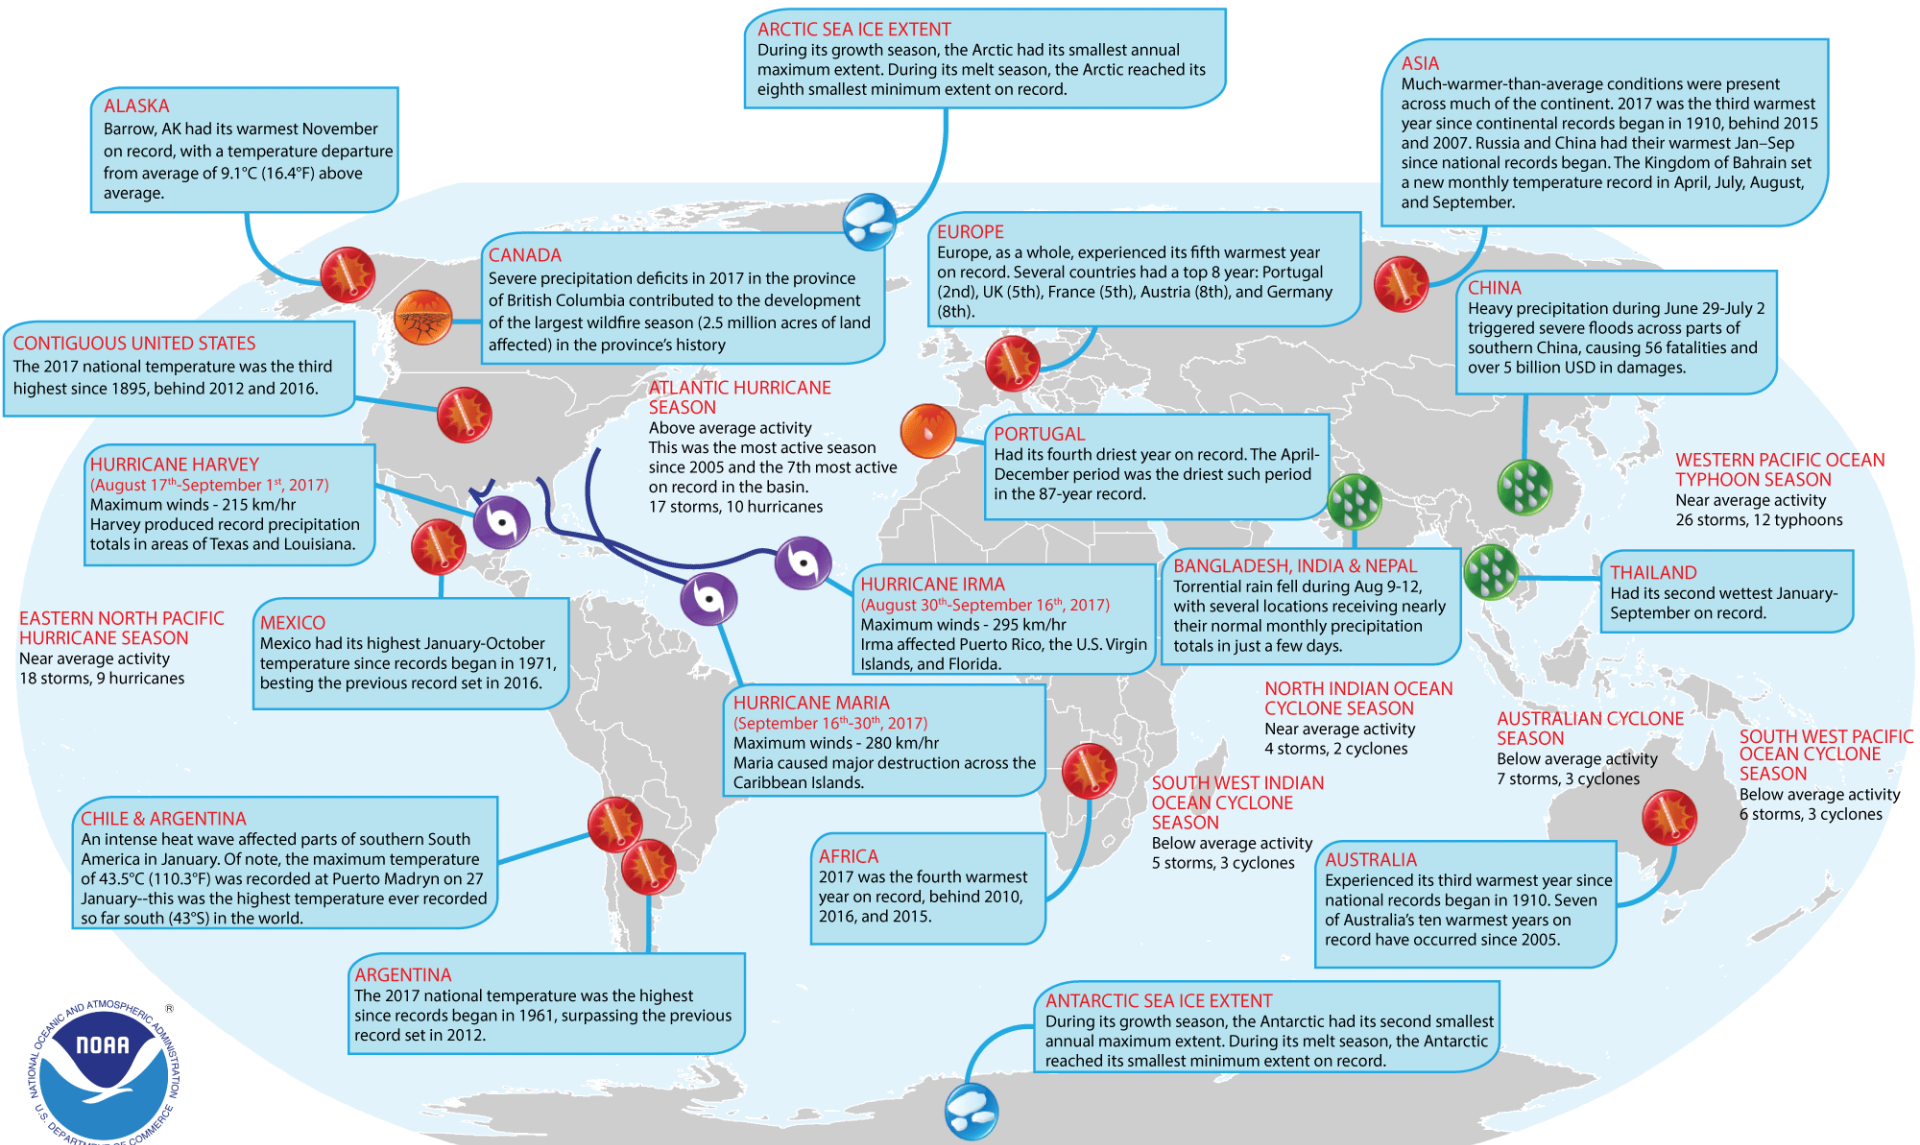 ARCTIC SEA ICE EXTENT
During its growth season, the Arctic had its smallest annual
maximum extent. During its melt season, the Arctic reached its
eighth smallest minimum extent on record.
ASIA
Much-warmer-than-average conditions were present
across much of the continent. 2017 was the third warmest
year since continental records began in 1910, behind 2015
and 2007. Russia and China had their warmest Jan–Sep
since national records began. The Kingdom of Bahrain set
a new monthly temperature record in April, July, August,
and September.
ALASKA
Barrow, AK had its warmest November
on record, with a temperature departure
from average of 9.1°C (16.4°F) above
average.
CANADA
Severe precipitation deficits in 2017 in the province
of British Columbia contributed to the development
of the largest wildfire season (2.5 million acres of land
affected) in the province's history
EUROPE
Europe, as a whole, experienced its fifth warmest year
on record. Several countries had a top 8 year: Portugal
(2nd), UK (5th), France (5th), Austria (8th), and Germany
(8th).
CHINA
Heavy precipitation during June 29-July 2
triggered severe floods across parts of
southern China, causing 56 fatalities and
over 5 billion USD in damages.
CONTIGUOUS UNITED STATES
The 2017 national temperature was the third
highest since 1895, behind 2012 and 2016.
ATLANTIC HURRICANE
SEASON
Above average activity
This was the most active season
since 2005 and the 7th most active
on record in the basin.
17 storms, 10 hurricanes
PORTUGAL
Had its fourth driest year on record. The April-
December period was the driest such period
in the 87-year record.
HURRICANE HARVEY
(August 17th-September 1st, 2017)
Maximum winds - 215 km/hr
Harvey produced record precipitation
totals in areas of Texas and Louisiana.
WESTERN PACIFIC OCEAN
TYPHOON SEASON
Near average activity
26 storms, 12 typhoons
BANGLADESH, INDIA & NEPAL
Torrential rain fell during Aug 9-12,
with several locations receiving nearly
their normal monthly precipitation
totals in just a few days.
THAILAND
Had its second wettest January-
September on record.
HURRICANE IRMA
(August 30th-September 16th, 2017)
Maximum winds - 295 km/hr
Irma affected Puerto Rico, the U.S. Virgin
Islands, and Florida.
EASTERN NORTH PACIFIC
HURRICANE SEASON
Near average activity
18 storms, 9 hurricanes
MEXICO
Mexico had its highest January-October
temperature since records began in 1971,
besting the previous record set in 2016.
HURRICANE MARIA
(September 16th-30th, 2017)
Maximum winds - 280 km/hr
Maria caused major destruction across the
Caribbean Islands.
NORTH INDIAN OCEAN
CYCLONE SEASON
Near average activity
4 storms, 2 cyclones
AUSTRALIAN CYCLONE
SEASON
Below average activity
7 storms, 3 cyclones
SOUTH WEST PACIFIC
OCEAN CYCLONE
SEASON
Below average activity
6 storms, 3 cyclones
SOUTH WEST INDIAN
OCEAN CYCLONE
SEASON
Below average activity
5 storms, 3 cyclones
CHILE & ARGENTINA
An intense heat wave affected parts of southern South
America in January. Of note, the maximum temperature
of 43.5°C (110.3°F) was recorded at Puerto Madryn on 27
January--this was the highest temperature ever recorded
so far south (43°S) in the world.
AFRICA
2017 was the fourth warmest
year on record, behind 2010,
2016, and 2015.
AUSTRALIA
Experienced its third warmest year since
national records began in 1910. Seven
of Australia's ten warmest years on
record have occurred since 2005.
ARGENTINA
The 2017 national temperature was the highest
since records began in 1961, surpassing the previous
record set in 2012.
ANTARCTIC SEA ICE EXTENT
During its growth season, the Antarctic had its second smallest
annual maximum extent. During its melt season, the Antarctic
reached its smallest minimum extent on record.
NATIONAL OCEANIC AND ATMOSPHERIC ADMINISTRATION
®
NOAA
U.S. DEPARTMENT OF COMMERCE